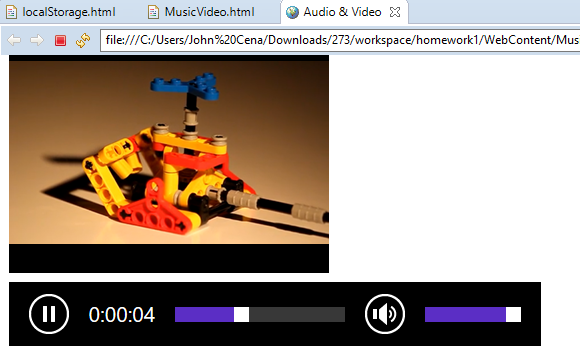 localStorage.html MusicVideo.html Audio & Video
file:///C:/Users/John%20Cena/Downloads/273/workspace/homework1/WebContent/Mus
0:00:04